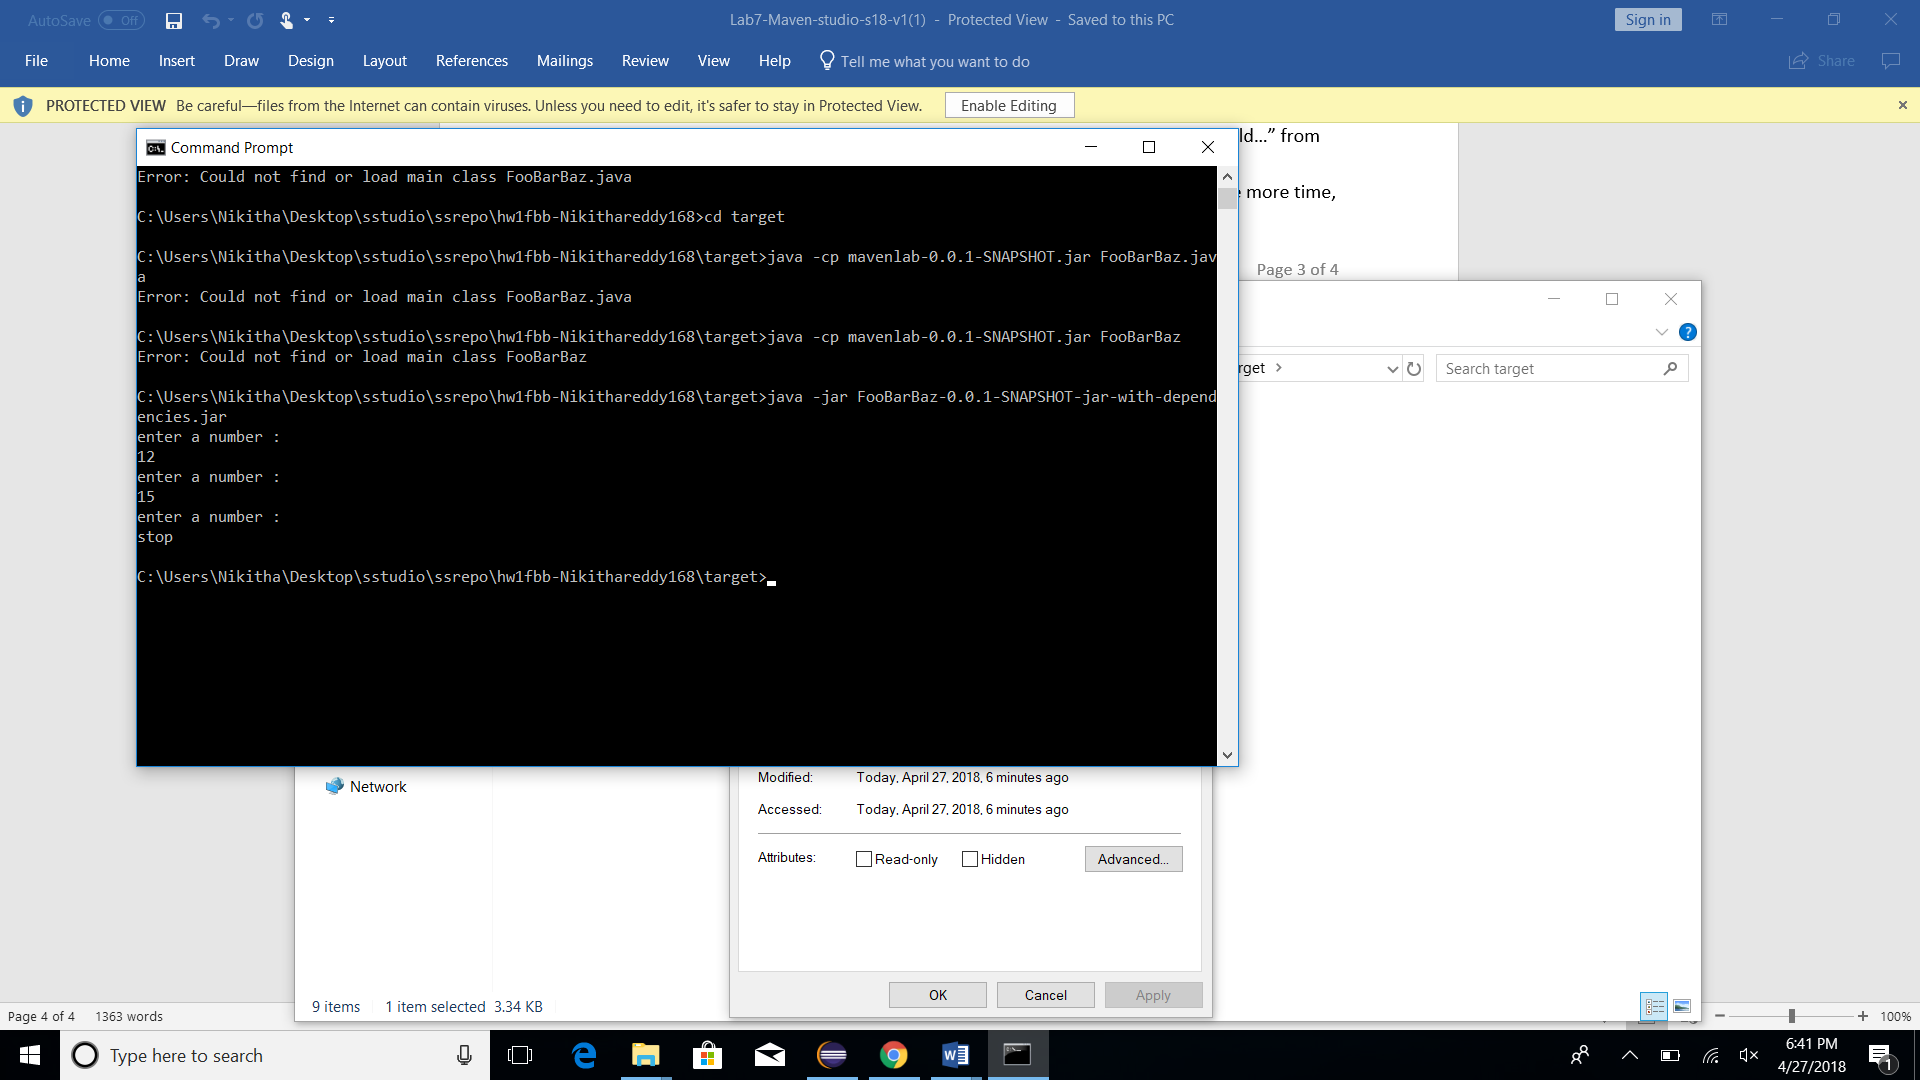 AutoSave Off
Lab7-Maven-studio-s18-v1(1) - Protected View - Saved to this PC
Sign in
File Home Insert Draw Design Layout References Mailings Review View Help Tell me what you want to do
Share
PROTECTED VIEW Be careful—files from the Internet can contain viruses. Unless you need to edit, it's safer to stay in Protected View. Enable Editing
ld...” from
more time,
Page 3 of 4
Command Prompt
Error: Could not find or load main class FooBarBaz.java
C:\Users\Nikitha\Desktop\sstudio\ssrepo\hw1fbb-Nikithareddy168>cd target
C:\Users\Nikitha\Desktop\sstudio\ssrepo\hw1fbb-Nikithareddy168\target>java -cp mavenlab-0.0.1-SNAPSHOT.jar FooBarBaz.jav
a
Error: Could not find or load main class FooBarBaz.java
C:\Users\Nikitha\Desktop\sstudio\ssrepo\hw1fbb-Nikithareddy168\target>java -cp mavenlab-0.0.1-SNAPSHOT.jar FooBarBaz
Error: Could not find or load main class FooBarBaz
C:\Users\Nikitha\Desktop\sstudio\ssrepo\hw1fbb-Nikithareddy168\target>java -jar FooBarBaz-0.0.1-SNAPSHOT-jar-with-depend
encies.jar
enter a number :
12
enter a number :
15
enter a number :
stop
C:\Users\Nikitha\Desktop\sstudio\ssrepo\hw1fbb-Nikithareddy168\target>
rget
Search target
Network
Modified: Today, April 27, 2018, 6 minutes ago
Accessed: Today, April 27, 2018, 6 minutes ago
Attributes: Read-only Hidden Advanced...
OK Cancel Apply
9 items 1 item selected 3.34 KB
Page 4 of 4 1363 words
100%
Type here to search
6:41 PM
4/27/2018
1